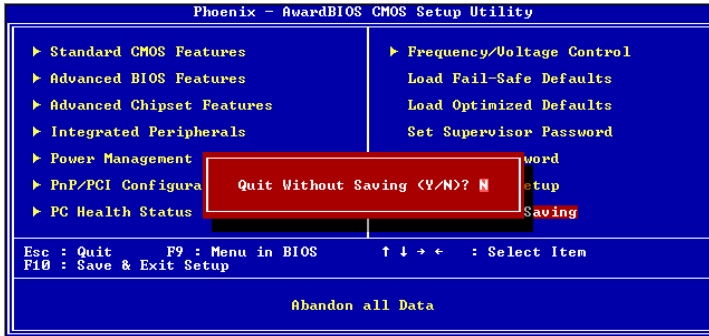 Phoenix - AwardBIOS CMOS Setup Utility
► Standard CMOS Features
► Advanced BIOS Features
► Advanced Chipset Features
► Integrated Peripherals
► Power Management
► PnP/PCI Configura
► PC Health Status
► Frequency/Voltage Control
Load Fail-Safe Defaults
Load Optimized Defaults
Set Supervisor Password
word
etup
Saving
Quit Without Saving (Y/N)? N
Esc : Quit F9 : Menu in BIOS ↑ ↓ → ← : Select Item
F10 : Save & Exit Setup
Abandon all Data